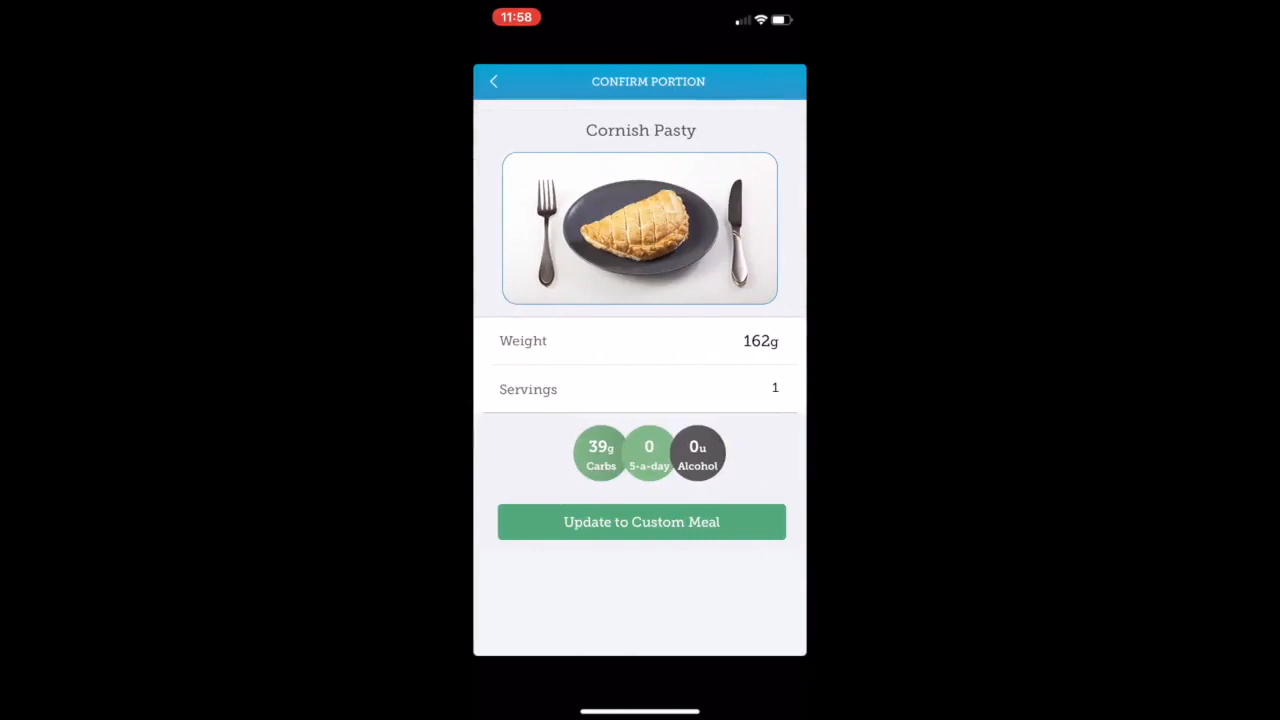 11:58
CONFIRM PORTION
Cornish Pasty
Weight 162g
Servings 1
39g 0 0u
Carbs 5-a-day Alcohol
Update to Custom Meal